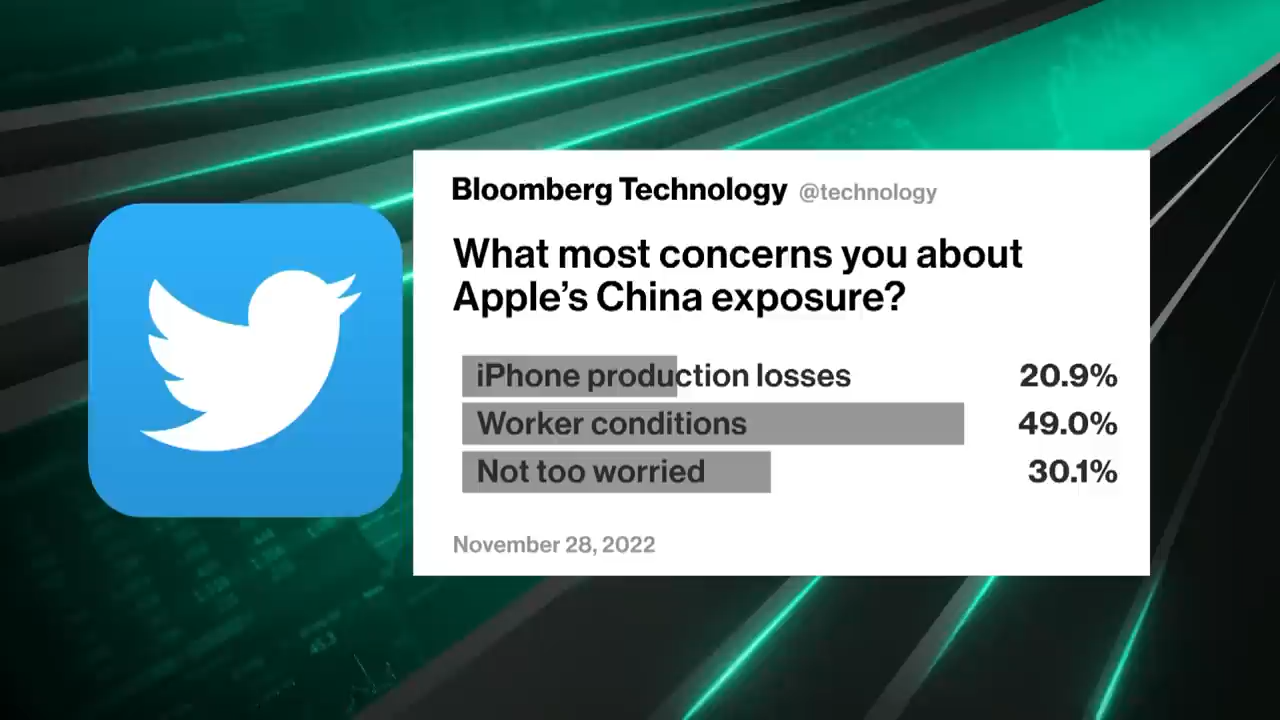 Bloomberg Technology @technology
What most concerns you about
Apple's China exposure?
iPhone production losses 20.9%
Worker conditions 49.0%
Not too worried 30.1%
November 28, 2022